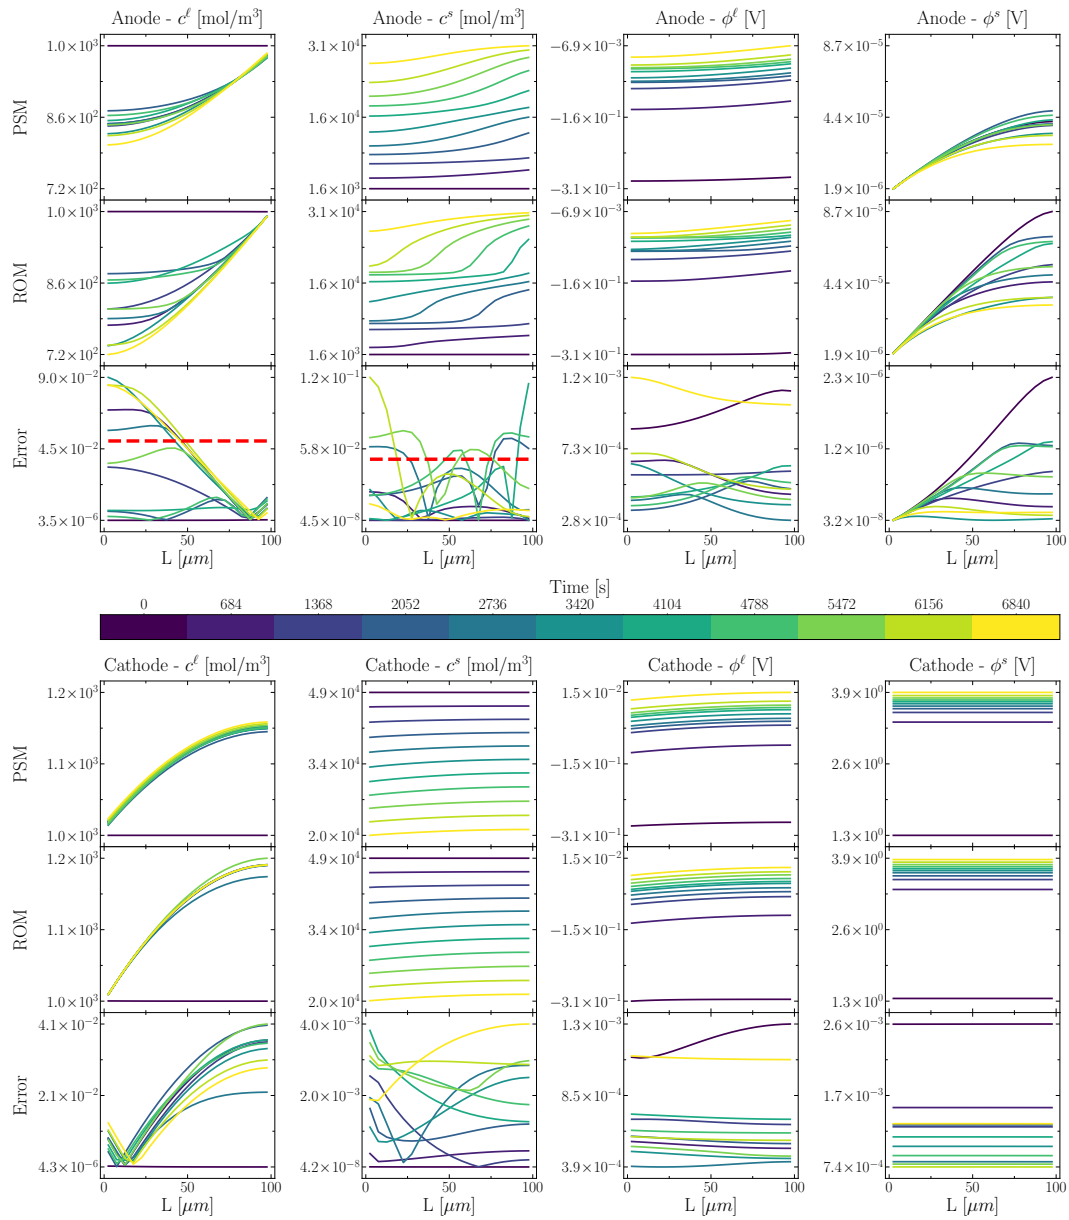 Anode - c^ℓ [mol/m³] Anode - c^s [mol/m³] Anode - ϕ^ℓ [V] Anode - ϕ^s [V]
PSM
1.0×10³ 3.1×10⁴ −6.9×10⁻³ 8.7×10⁻⁵
8.6×10² 1.6×10⁴ −1.6×10⁻¹ 4.4×10⁻⁵
7.2×10² 1.6×10³ −3.1×10⁻¹ 1.9×10⁻⁶
ROM
1.0×10³ 3.1×10⁴ −6.9×10⁻³ 8.7×10⁻⁵
8.6×10² 1.6×10⁴ −1.6×10⁻¹ 4.4×10⁻⁵
7.2×10² 1.6×10³ −3.1×10⁻¹ 1.9×10⁻⁶
Error
9.0×10⁻² 1.2×10⁻¹ 1.2×10⁻³ 2.3×10⁻⁶
4.5×10⁻² 5.8×10⁻² 7.3×10⁻⁴ 1.2×10⁻⁶
3.5×10⁻⁶ 4.5×10⁻⁸ 2.8×10⁻⁴ 3.2×10⁻⁸
0 50 100 0 50 100 0 50 100 0 50 100
L [μm] L [μm] L [μm] L [μm]
Time [s]
0 684 1368 2052 2736 3420 4104 4788 5472 6156 6840
Cathode - c^ℓ [mol/m³] Cathode - c^s [mol/m³] Cathode - ϕ^ℓ [V] Cathode - ϕ^s [V]
PSM
1.2×10³ 4.9×10⁴ 1.5×10⁻² 3.9×10⁰
1.1×10³ 3.4×10⁴ −1.5×10⁻¹ 2.6×10⁰
1.0×10³ 2.0×10⁴ −3.1×10⁻¹ 1.3×10⁰
ROM
1.2×10³ 4.9×10⁴ 1.5×10⁻² 3.9×10⁰
1.1×10³ 3.4×10⁴ −1.5×10⁻¹ 2.6×10⁰
1.0×10³ 2.0×10⁴ −3.1×10⁻¹ 1.3×10⁰
Error
4.1×10⁻² 4.0×10⁻³ 1.3×10⁻³ 2.6×10⁻³
2.1×10⁻² 2.0×10⁻³ 8.5×10⁻⁴ 1.7×10⁻³
4.3×10⁻⁶ 4.2×10⁻⁸ 3.9×10⁻⁴ 7.4×10⁻⁴
0 50 100 0 50 100 0 50 100 0 50 100
L [μm] L [μm] L [μm] L [μm]